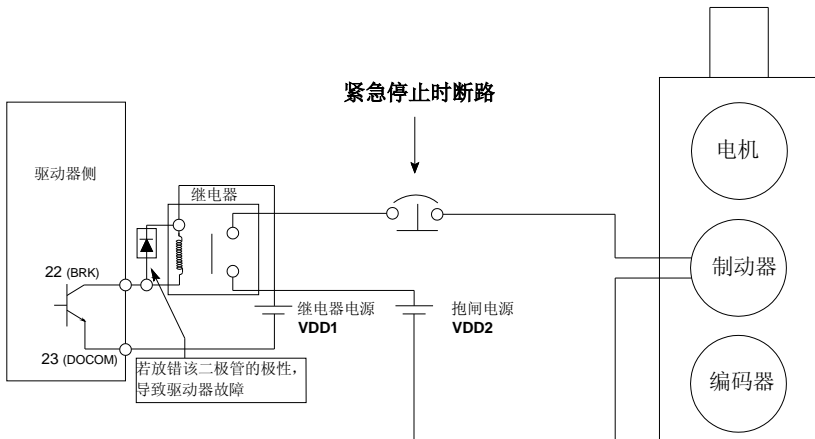 紧急停止时断路
电机
驱动器侧
继电器
22 (BRK)
制动器
继电器电源
VDD1
抱闸电源
VDD2
23 (DOCOM)
若放错该二极管的极性,
导致驱动器故障
编码器